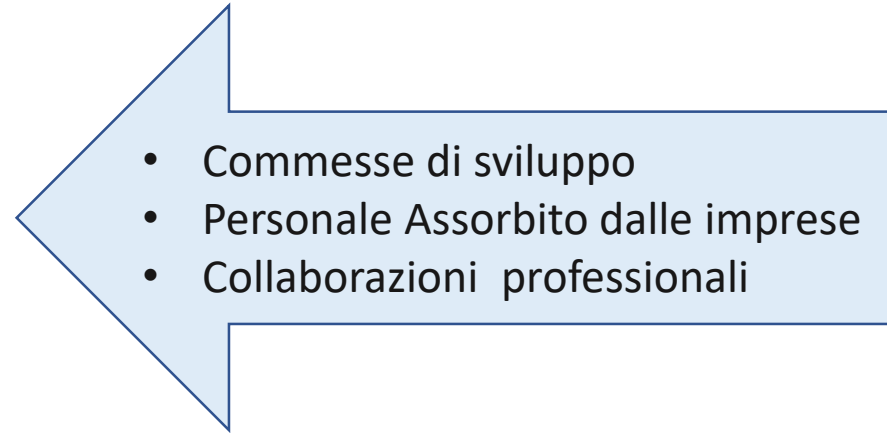 • Commesse di sviluppo
• Personale Assorbito dalle imprese
• Collaborazioni  professionali